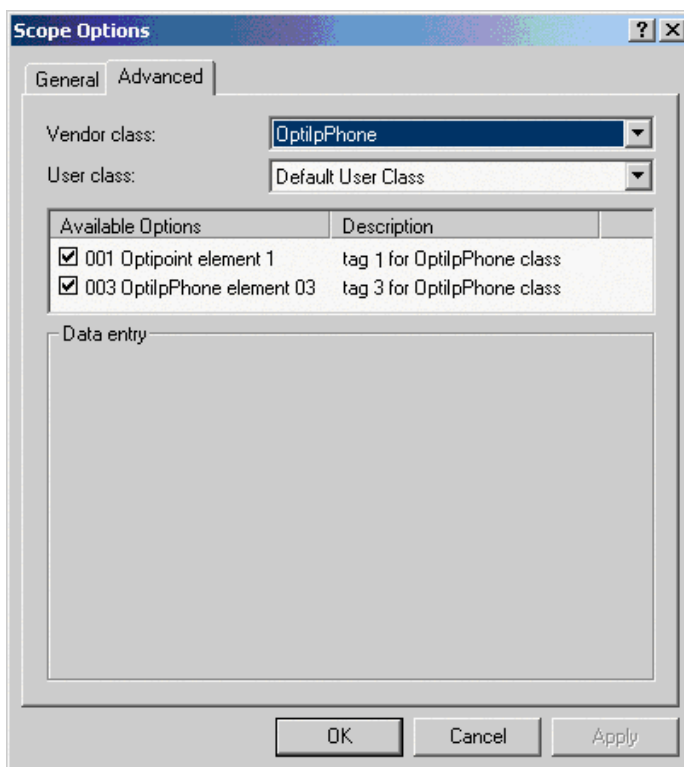 Scope Options
General Advanced
Vendor class: OptiIpPhone
User class: Default User Class
Available Options Description
001 Optipoint element 1 tag 1 for OptiIpPhone class
003 OptiIpPhone element 03 tag 3 for OptiIpPhone class
Data entry
OK Cancel Apply